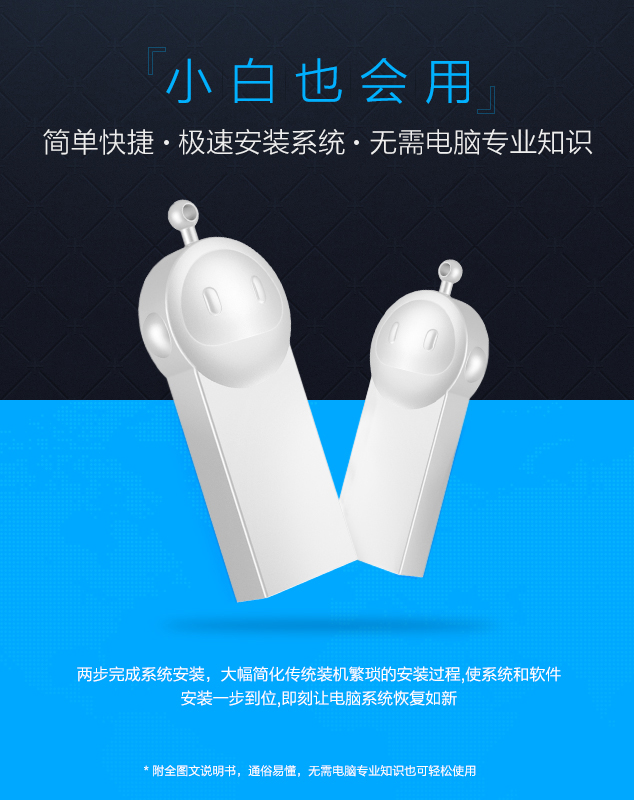 『小白也会用』
简单快捷·极速安装系统·无需电脑专业知识
两步完成系统安装，大幅简化传统装机繁琐的安装过程,使系统和软件
安装一步到位,即刻让电脑系统恢复如新
* 附全图文说明书，通俗易懂，无需电脑专业知识也可轻松使用